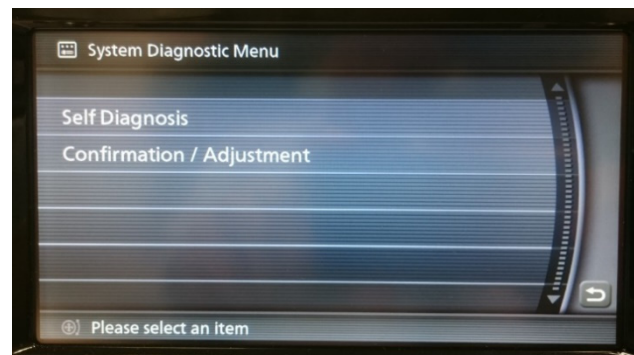 System Diagnostic Menu
Self Diagnosis
Confirmation / Adjustment
Please select an item